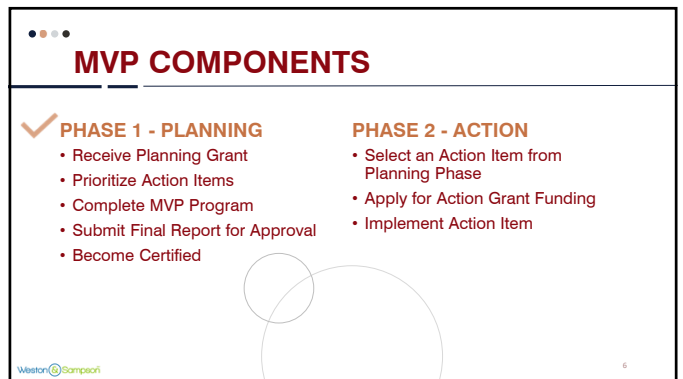 MVP COMPONENTS
PHASE 1 - PLANNING
• Receive Planning Grant
• Prioritize Action Items
• Complete MVP Program
• Submit Final Report for Approval
• Become Certified
PHASE 2 - ACTION
• Select an Action Item from
Planning Phase
• Apply for Action Grant Funding
• Implement Action Item
Weston & Sampson
6